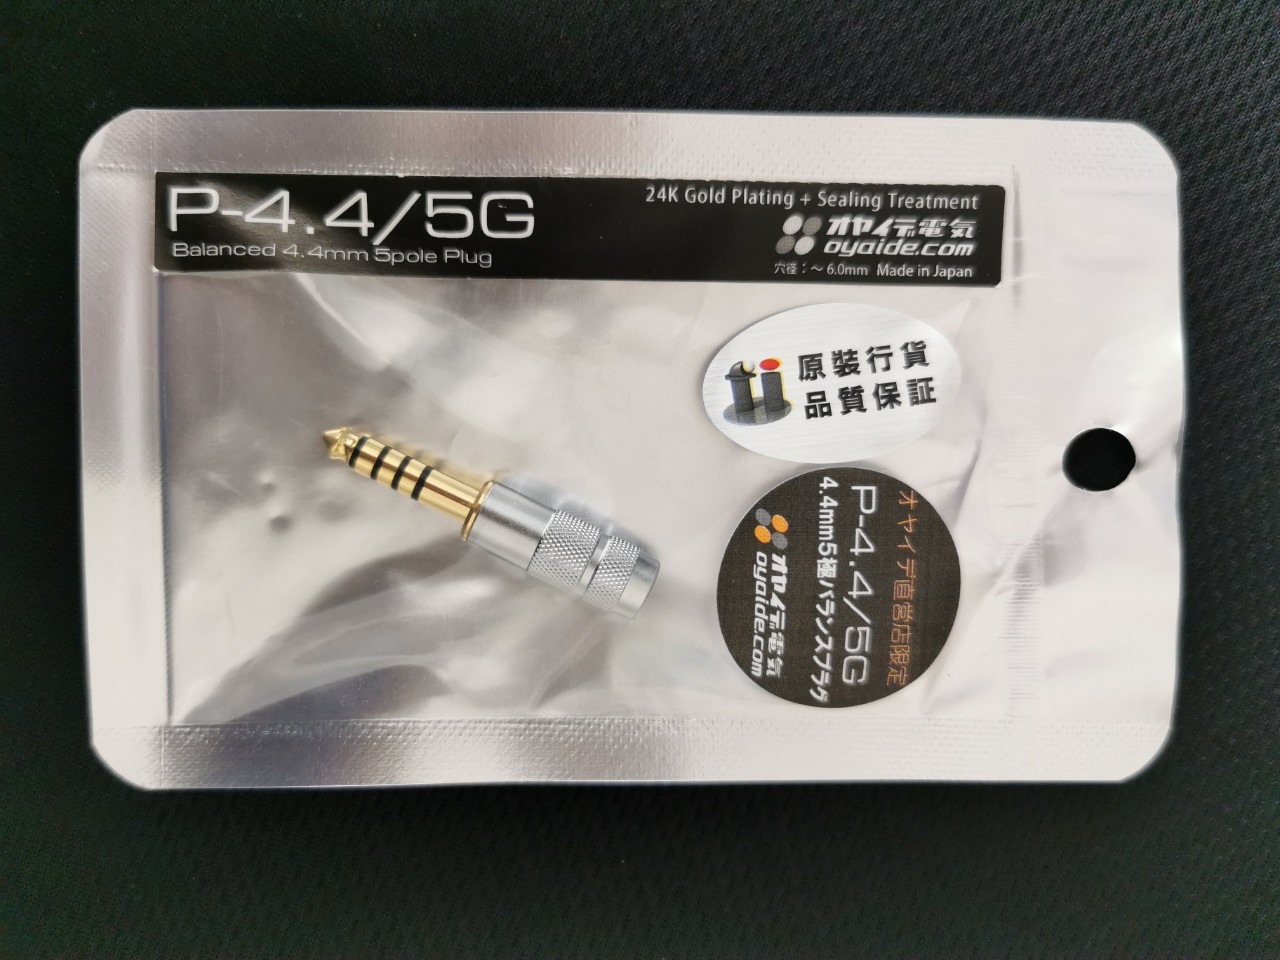 P-4.4/5G
Balanced 4.4mm 5pole Plug
24K Gold Plating + Sealing Treatment
オヤイデ電気
oyaide.com
穴径：～6.0mm Made in Japan
原装行貨
品質保証
オヤイデ直営店限定
P-4.4/5G
4.4mm5極バランスプラグ
オヤイデ電気
oyaide.com